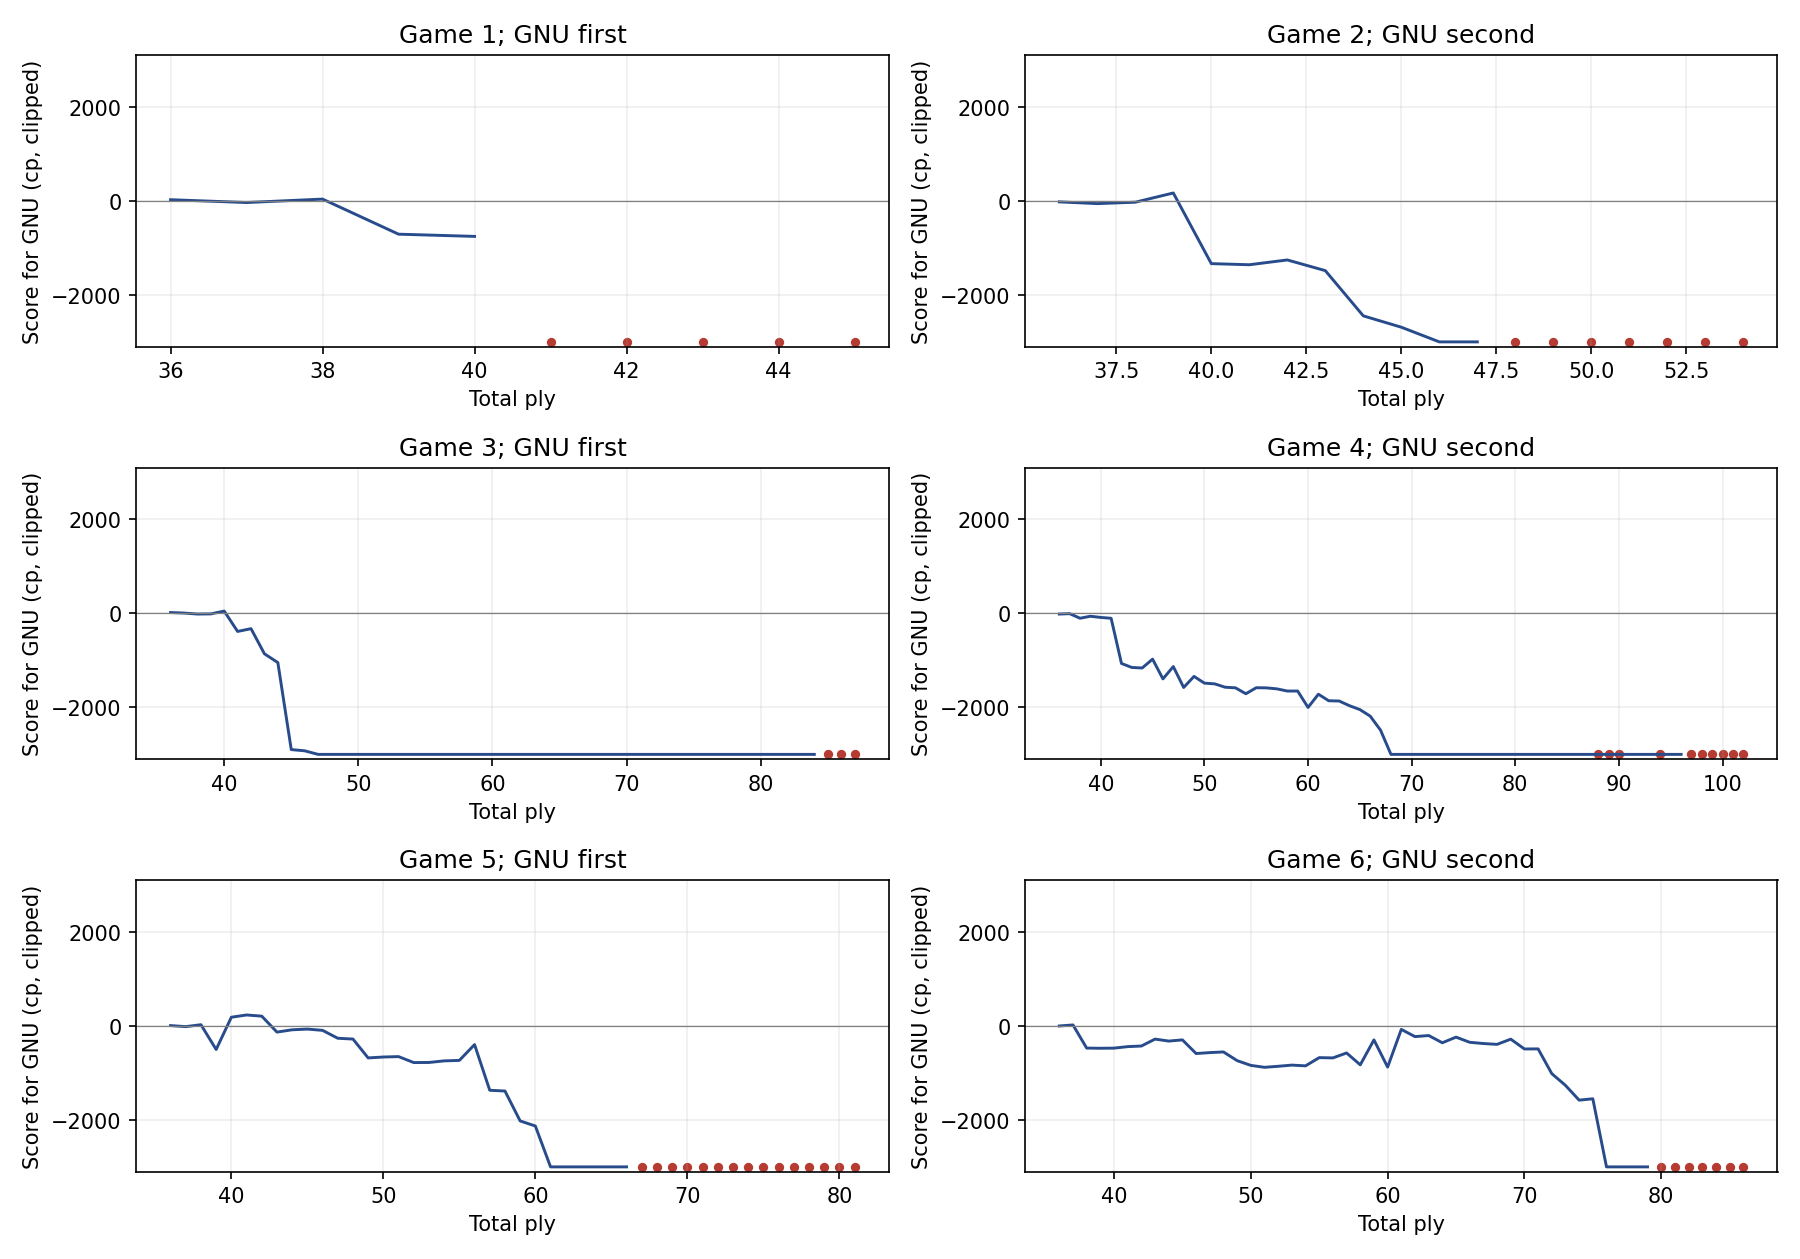 Game 1; GNU first
Game 2; GNU second
Score for GNU (cp, clipped)
2000
0
−2000
36 38 40 42 44
Total ply
Score for GNU (cp, clipped)
2000
0
−2000
37.5 40.0 42.5 45.0 47.5 50.0 52.5
Total ply
Game 3; GNU first
Game 4; GNU second
Score for GNU (cp, clipped)
2000
0
−2000
40 50 60 70 80
Total ply
Score for GNU (cp, clipped)
2000
0
−2000
40 50 60 70 80 90 100
Total ply
Game 5; GNU first
Game 6; GNU second
Score for GNU (cp, clipped)
2000
0
−2000
40 50 60 70 80
Total ply
Score for GNU (cp, clipped)
2000
0
−2000
40 50 60 70 80
Total ply